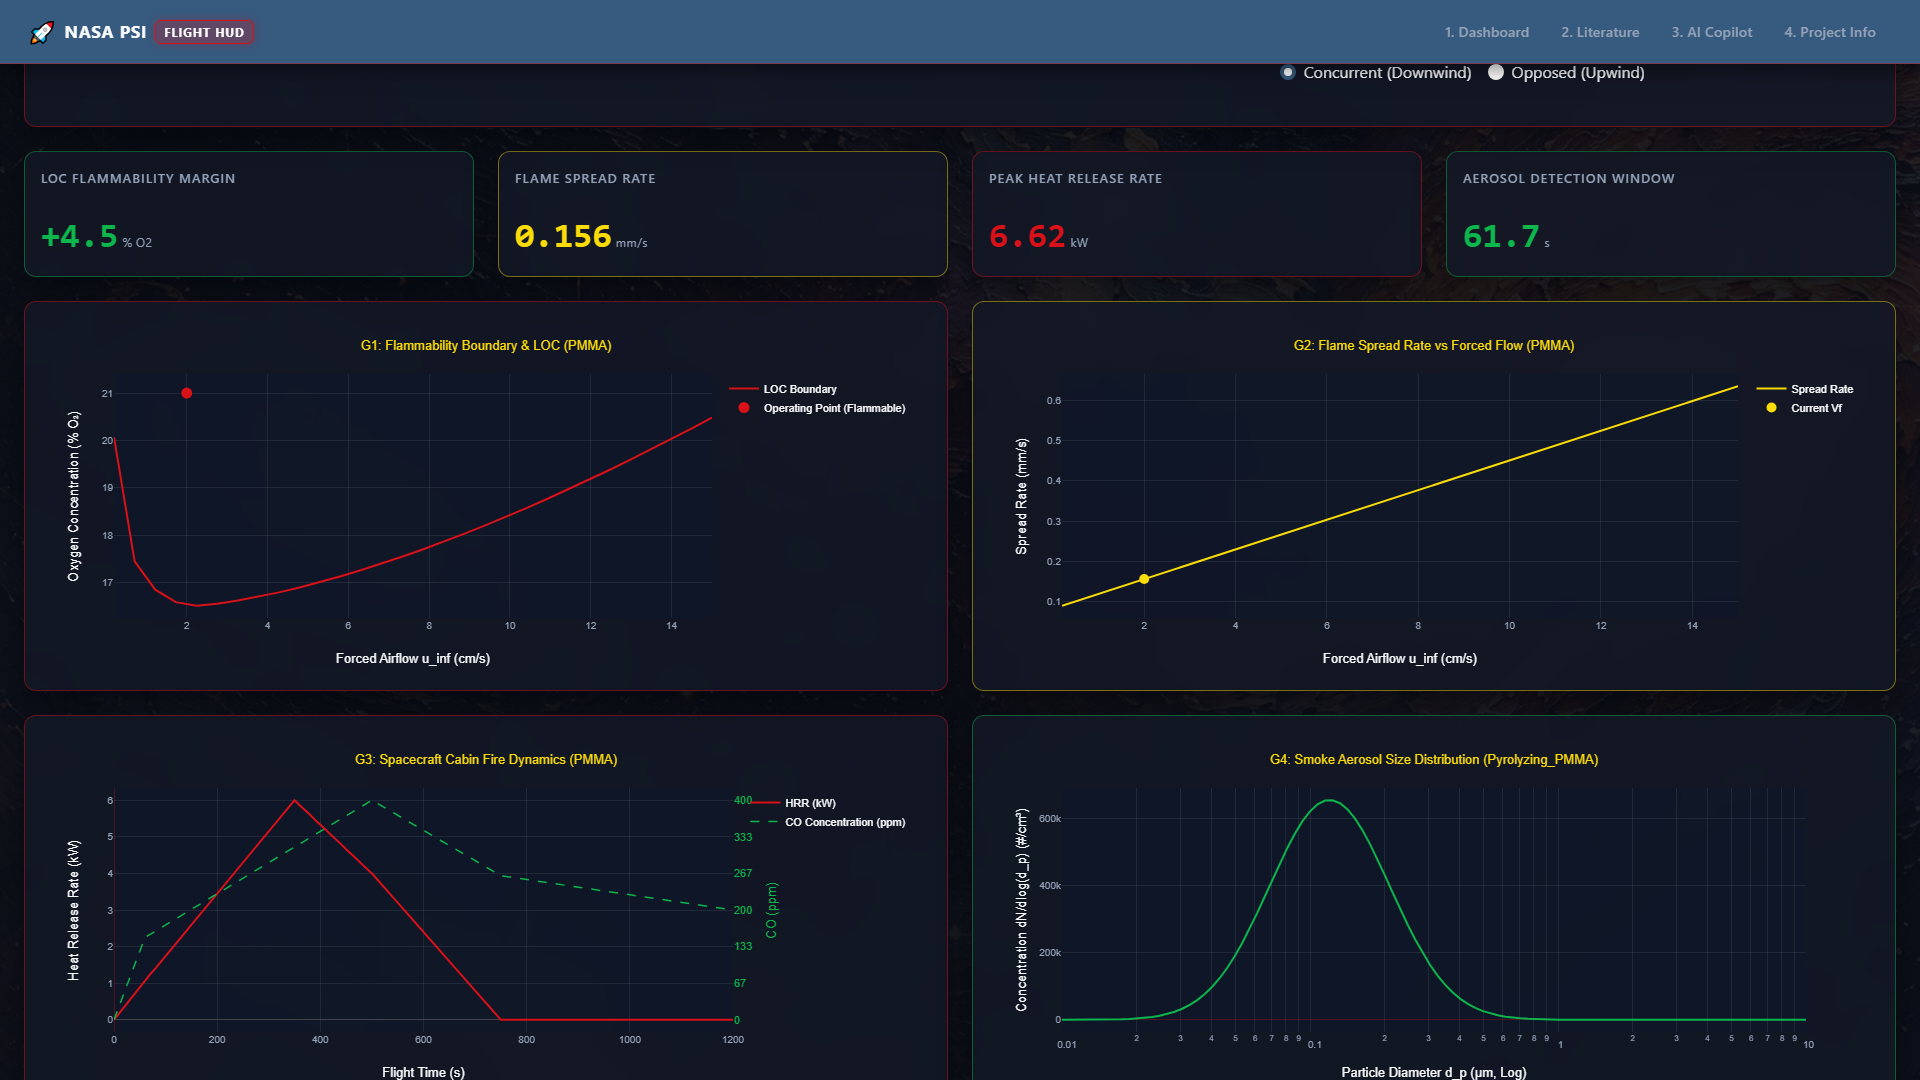 🚀 NASA PSI FLIGHT HUD
1. Dashboard 2. Literature 3. AI Copilot 4. Project Info
Concurrent (Downwind) Opposed (Upwind)
LOC FLAMMABILITY MARGIN
+4.5 % O2
FLAME SPREAD RATE
0.156 mm/s
PEAK HEAT RELEASE RATE
6.62 kW
AEROSOL DETECTION WINDOW
61.7 s
G1: Flammability Boundary & LOC (PMMA)
Oxygen Concentration (% O₂)
21
20
19
18
17
2 4 6 8 10 12 14
Forced Airflow u_inf (cm/s)
LOC Boundary
Operating Point (Flammable)
G2: Flame Spread Rate vs Forced Flow (PMMA)
Spread Rate (mm/s)
0.6
0.5
0.4
0.3
0.2
0.1
2 4 6 8 10 12 14
Forced Airflow u_inf (cm/s)
Spread Rate
Current Vf
G3: Spacecraft Cabin Fire Dynamics (PMMA)
Heat Release Rate (kW)
6
5
4
3
2
1
0
0 200 400 600 800 1000 1200
Flight Time (s)
400
333
267
200
133
67
0
CO (ppm)
HRR (kW)
CO Concentration (ppm)
G4: Smoke Aerosol Size Distribution (Pyrolyzing_PMMA)
Concentration dN/dlog(d_p) (#/cm³)
600k
400k
200k
0
0.01 2 3 4 5 6 7 8 9 0.1 2 3 4 5 6 7 8 9 1 2 3 4 5 6 7 8 9 10
Particle Diameter d_p (µm, Log)